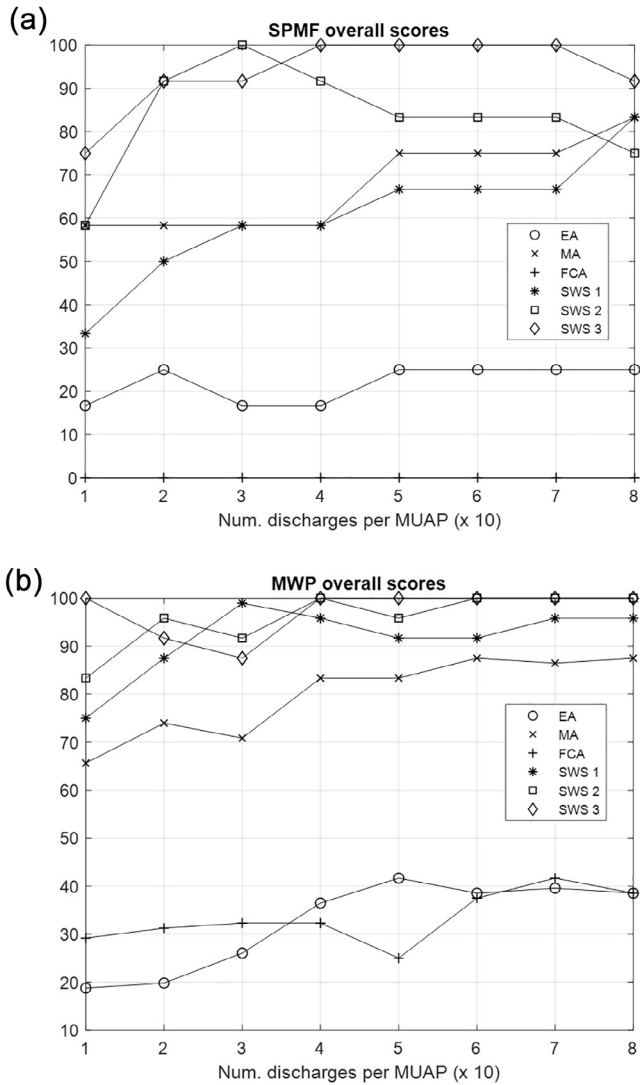 (a)
SPMF overall scores
100
90
80
70
60
50
40
30
20
10
0
EA
MA
FCA
SWS 1
SWS 2
SWS 3
1 2 3 4 5 6 7 8
Num. discharges per MUAP (x 10)
(b)
MWP overall scores
100
90
80
70
60
50
40
30
20
10
EA
MA
FCA
SWS 1
SWS 2
SWS 3
1 2 3 4 5 6 7 8
Num. discharges per MUAP (x 10)